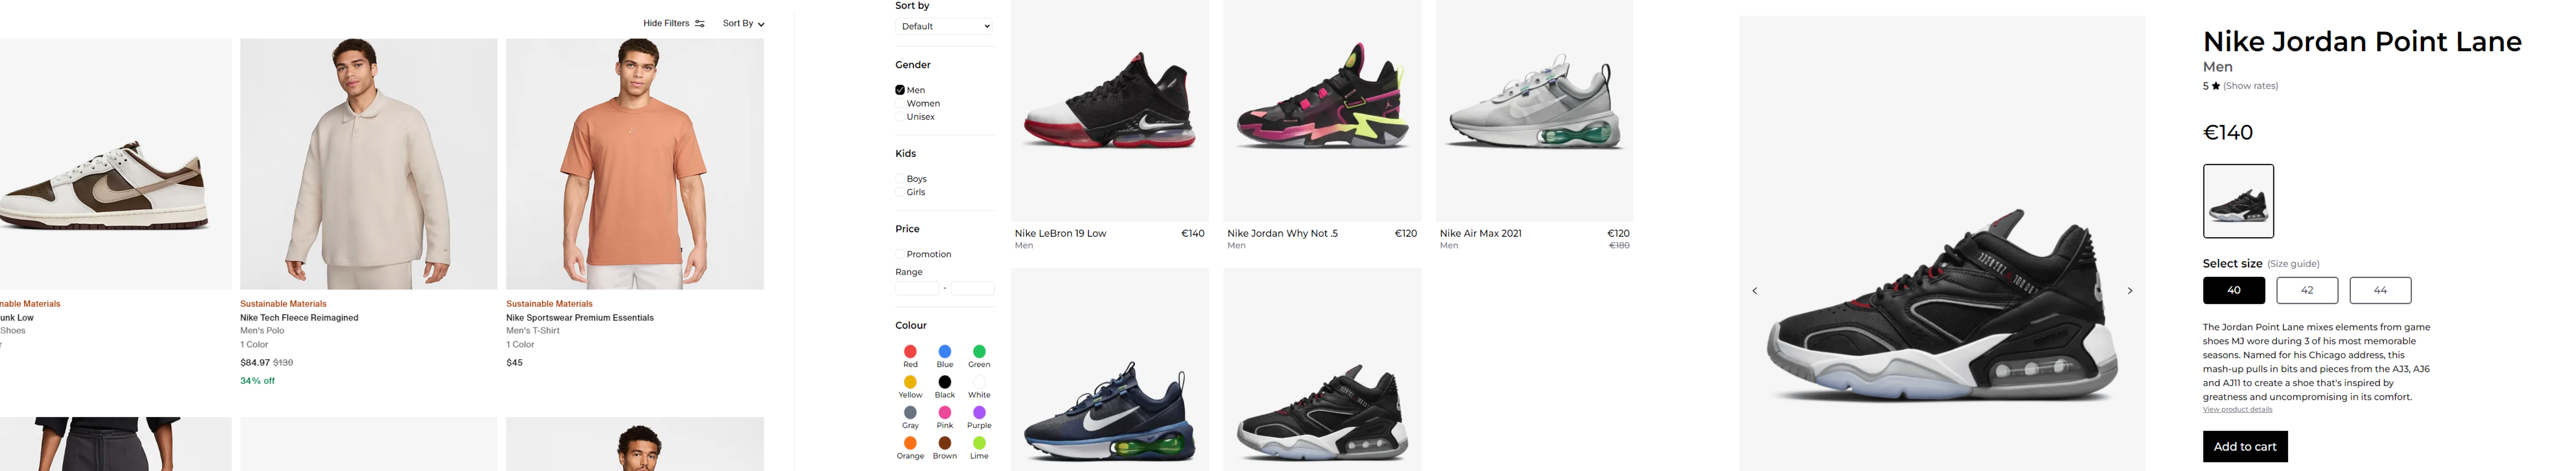 Hide Filters
Sort By
nable Materials
unk Low
Shoes
r
Sustainable Materials
Nike Tech Fleece Reimagined
Men's Polo
1 Color
$84.97 $130
34% off
Sustainable Materials
Nike Sportswear Premium Essentials
Men's T-Shirt
1 Color
$45
Sort by
Default
Gender
Men
Women
Unisex
Kids
Boys
Girls
Price
Promotion
Range
-
Colour
Red Blue Green
Yellow Black White
Gray Pink Purple
Orange Brown Lime
Nike LeBron 19 Low €140
Men
Nike Jordan Why Not .5 €120
Men
Nike Air Max 2021 €120
Men €180
Nike Jordan Point Lane
Men
5 ★ (Show rates)
€140
Select size (Size guide)
40 42 44
The Jordan Point Lane mixes elements from game
shoes MJ wore during 3 of his most memorable
seasons. Named for his Chicago address, this
mash-up pulls in bits and pieces from the AJ3, AJ6
and AJ11 to create a shoe that's inspired by
greatness and uncompromising in its comfort.
View product details
Add to cart